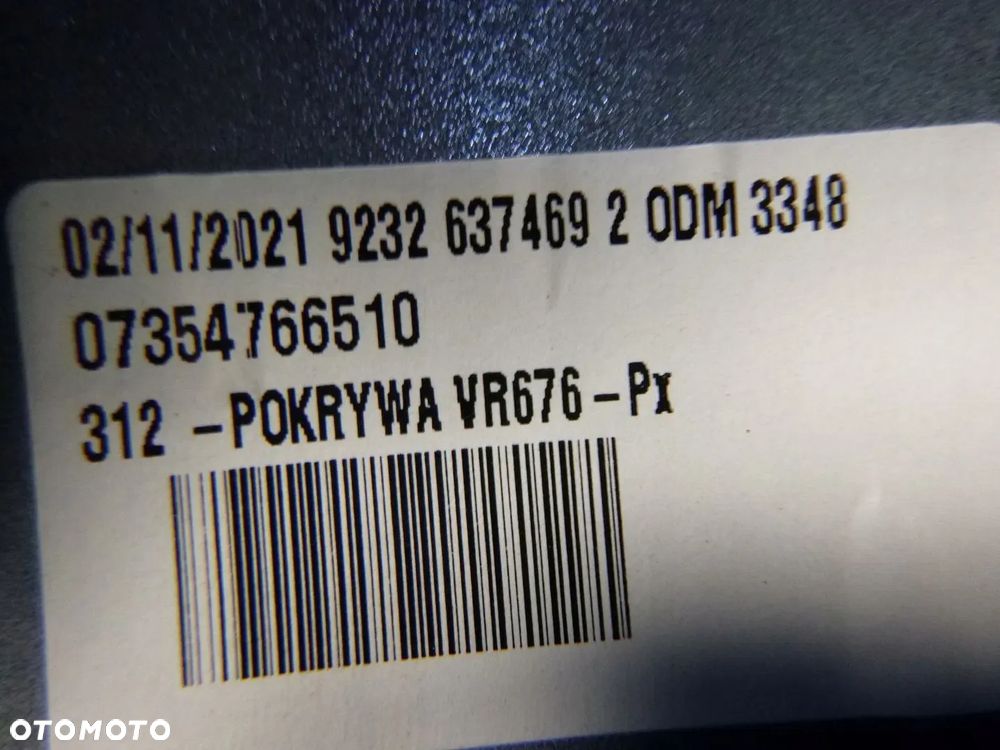 02/11/2021 9232 637469 2 ODM 3348
07354766510
312 -POKRYWA VR676-Px
OTOMOTO